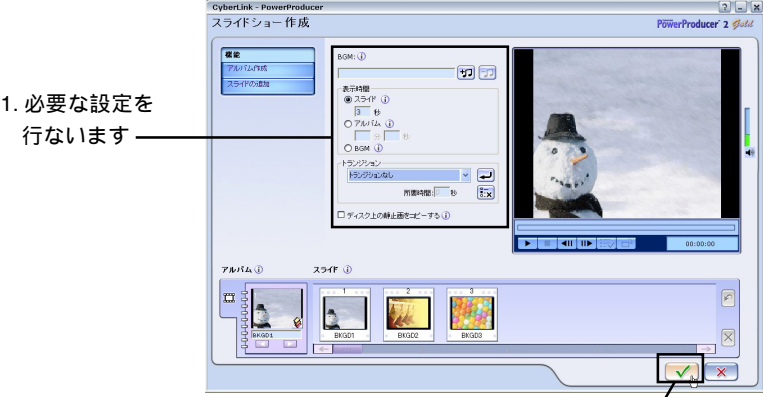 CyberLink - PowerProducer
スライドショー作成
PowerProducer 2 Gold
機能
アルバム作成
スライドの追加
BGM:
表示時間
スライド
3 秒
アルバム
分 秒
BGM
トランジション
トランジションなし
所要時間: 秒
ディスク上の静止画をコピーする
00:00:00
1. 必要な設定を
行ないます
アルバム
スライド
BKGD1
1
BKGD1
2
BKGD2
3
BKGD3